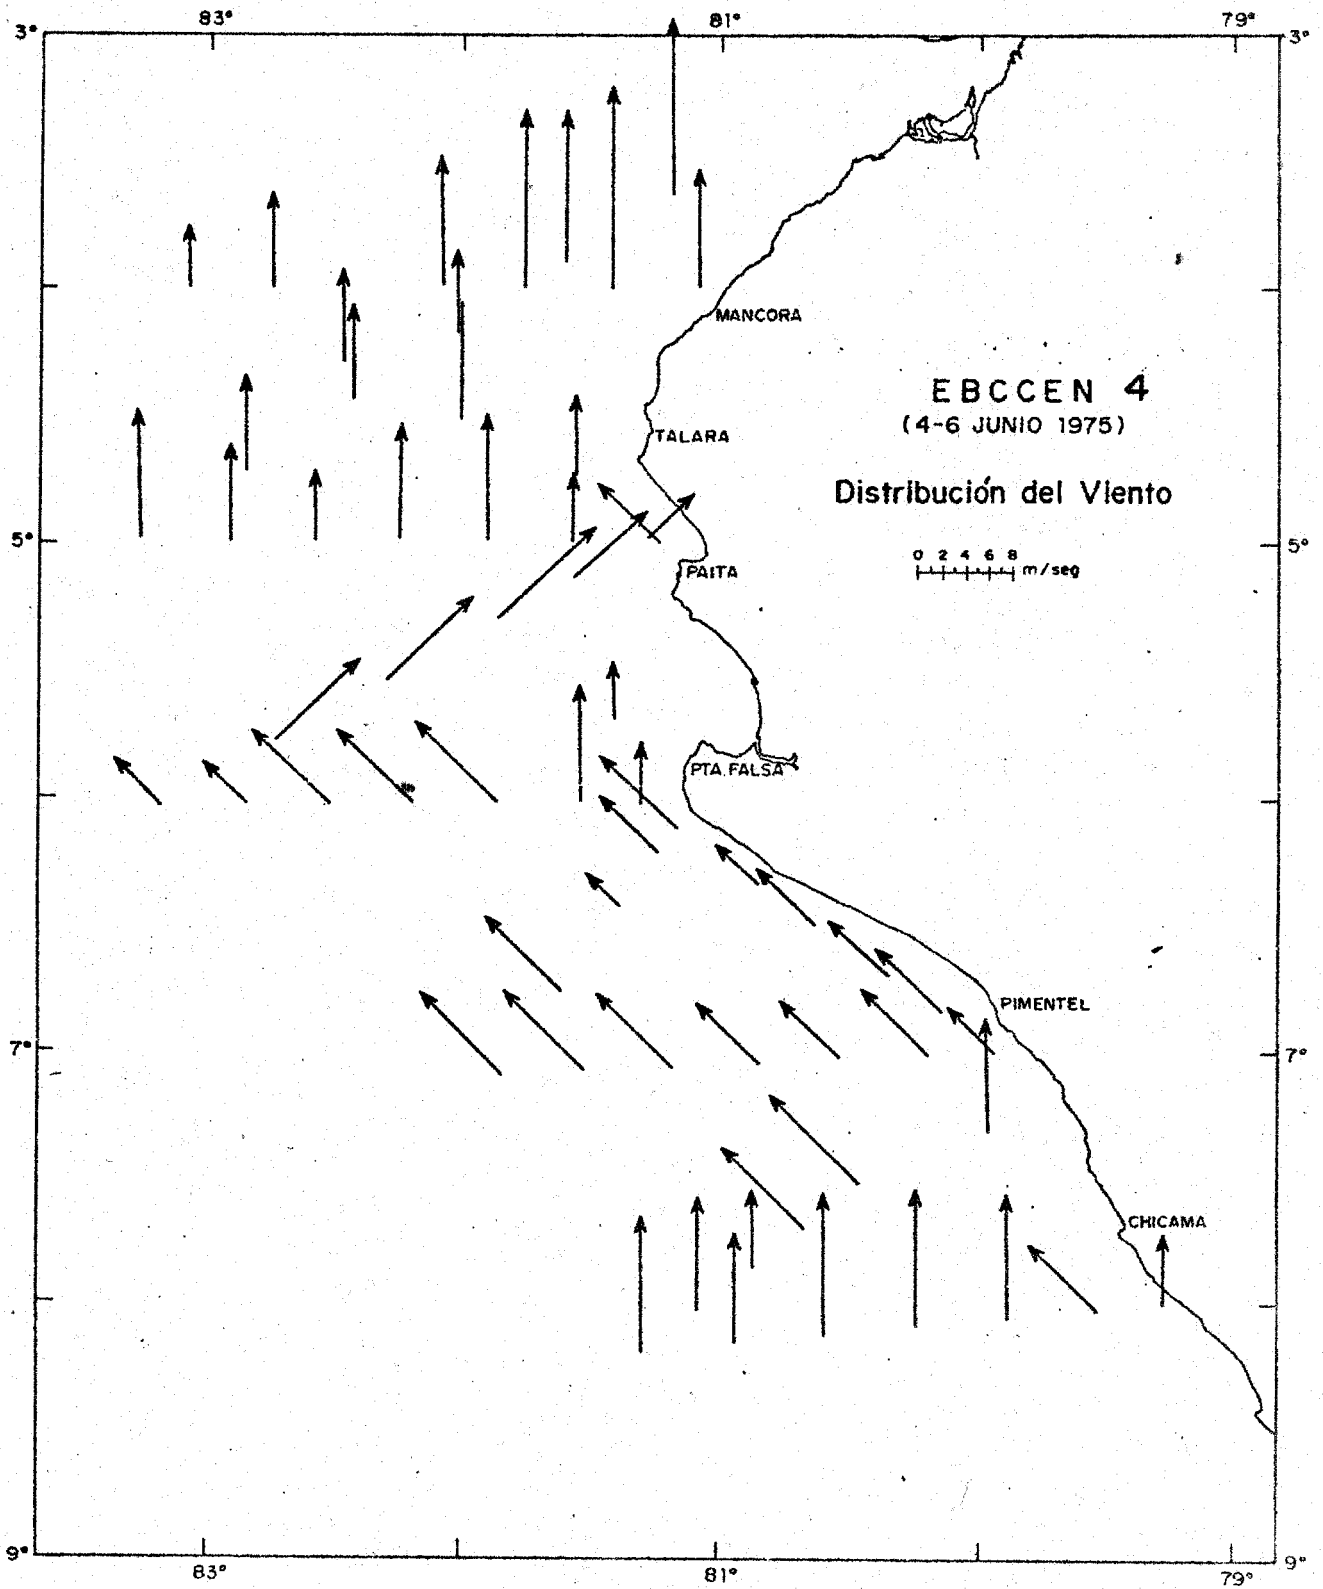 83° 81° 79°
3° 3°
MANCORA
EBCCEN 4
(4-6 JUNIO 1975)
TALARA
Distribución del Viento
5° 5°
0 2 4 6 8
m/seg
PAITA
PTA. FALSA
PIMENTEL
7° 7°
CHICAMA
9° 9°
83° 81° 79°